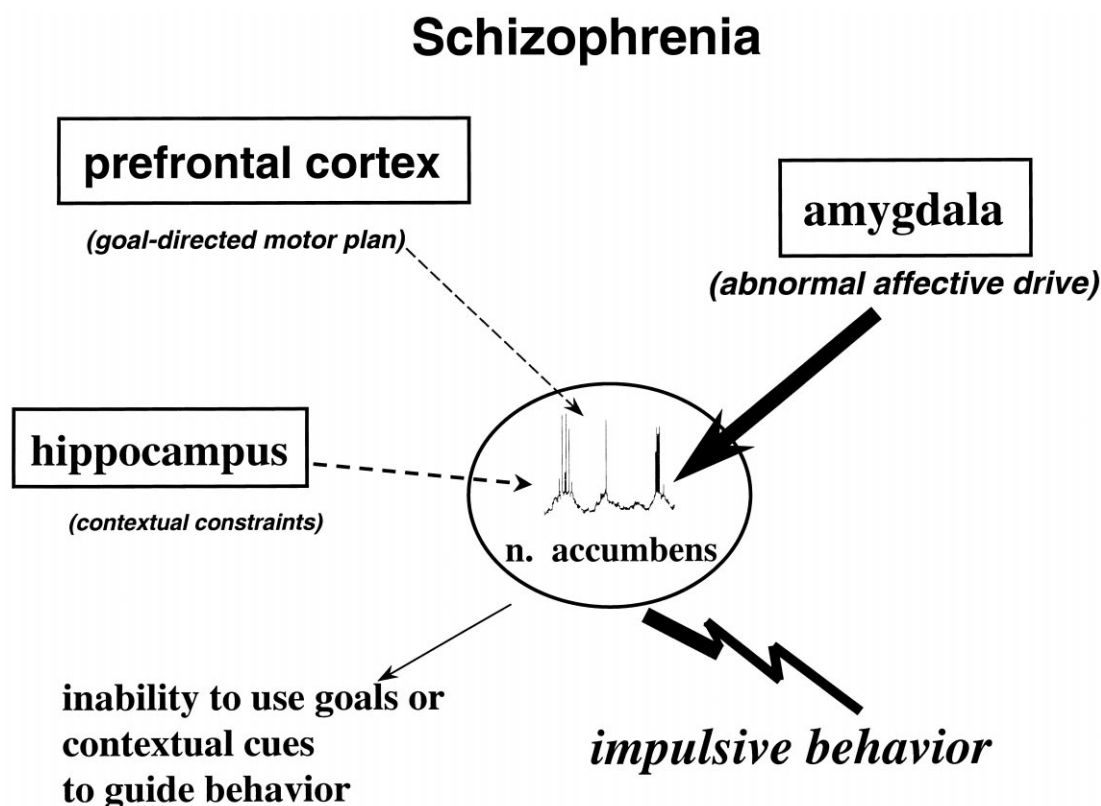 Schizophrenia
prefrontal cortex
(goal-directed motor plan)
amygdala
(abnormal affective drive)
hippocampus
(contextual constraints)
n. accumbens
inability to use goals or
contextual cues
to guide behavior
impulsive behavior